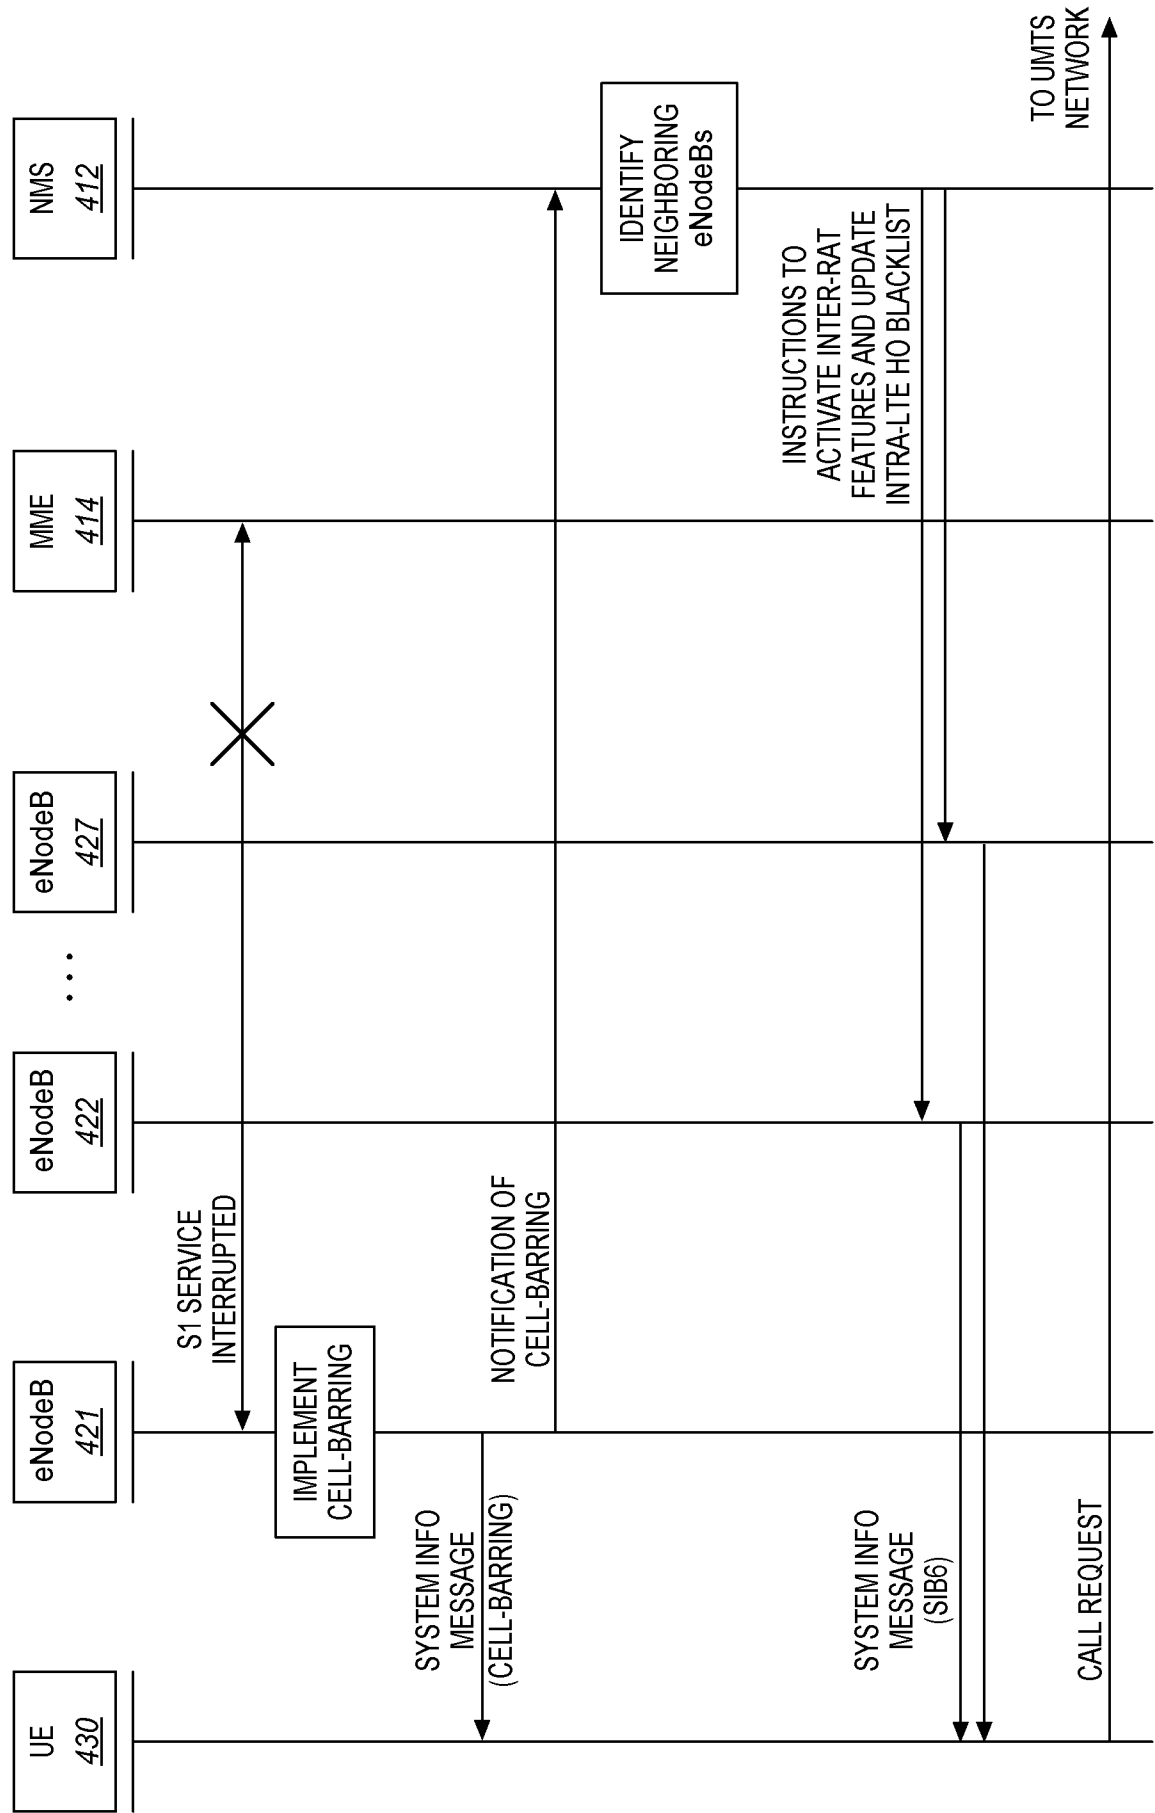 UE
430
eNodeB
421
eNodeB
422
. . .
eNodeB
427
MME
414
NMS
412
S1 SERVICE
INTERRUPTED
IMPLEMENT
CELL-BARRING
SYSTEM INFO
MESSAGE
(CELL-BARRING)
NOTIFICATION OF
CELL-BARRING
IDENTIFY
NEIGHBORING
eNodeBs
INSTRUCTIONS TO
ACTIVATE INTER-RAT
FEATURES AND UPDATE
INTRA-LTE HO BLACKLIST
SYSTEM INFO
MESSAGE
(SIB6)
CALL REQUEST
TO UMTS
NETWORK